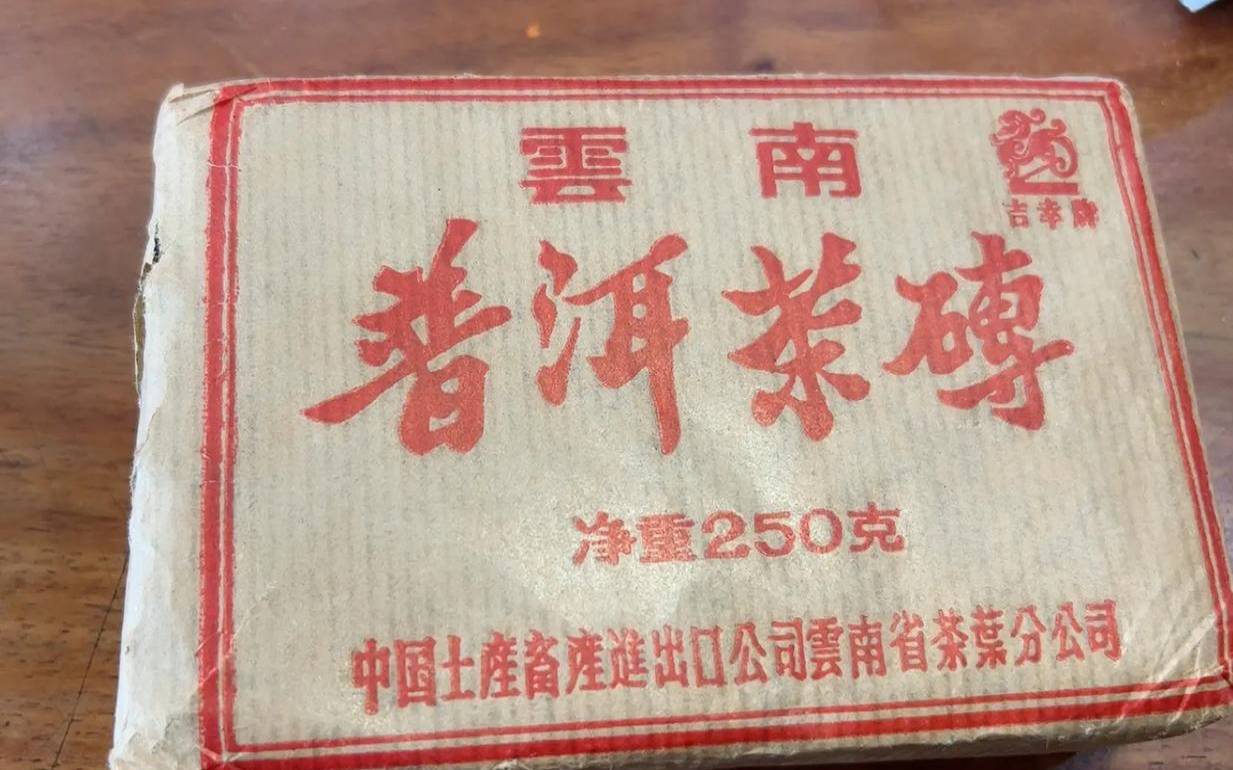 雲南
吉幸牌
普洱茶磚
净重250克
中国土産畜産進出口公司雲南省茶葉分公司